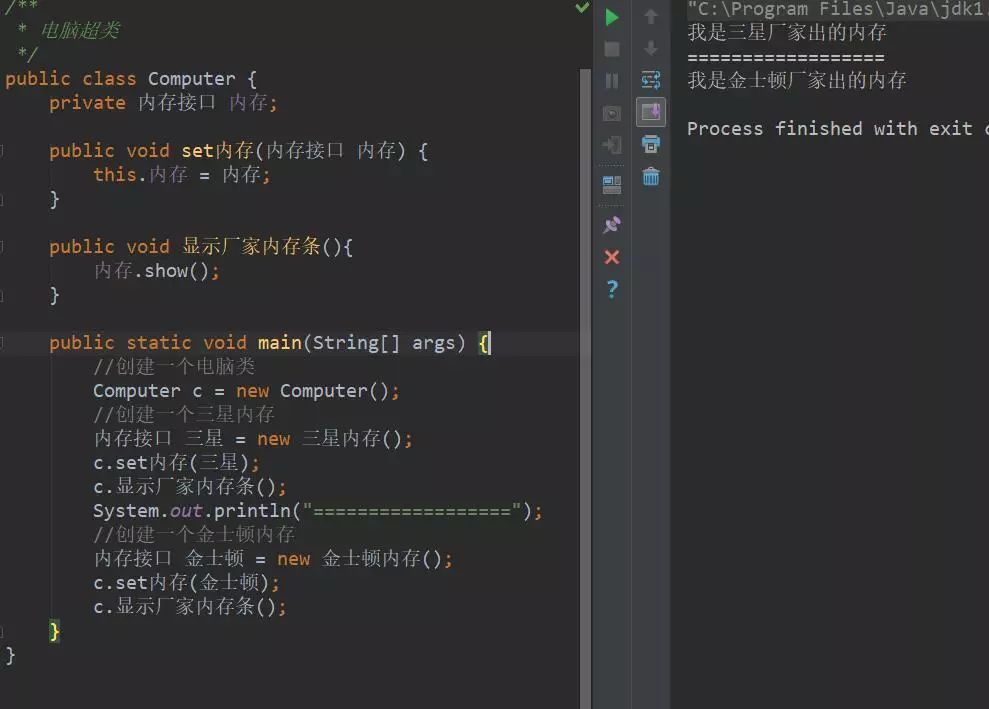 /**
 * 电脑超类
 */
public class Computer {
    private 内存接口 内存;

    public void set内存(内存接口 内存) {
        this.内存 = 内存;
    }

    public void 显示厂家内存条(){
        内存.show();
    }

    public static void main(String[] args) {
        //创建一个电脑类
        Computer c = new Computer();
        //创建一个三星内存
        内存接口 三星 = new 三星内存();
        c.set内存(三星);
        c.显示厂家内存条();
        System.out.println("==================");
        //创建一个金士顿内存
        内存接口 金士顿 = new 金士顿内存();
        c.set内存(金士顿);
        c.显示厂家内存条();
    }
}
"C:\Program Files\Java\jdk1.
我是三星厂家出的内存
==================
我是金士顿厂家出的内存

Process finished with exit